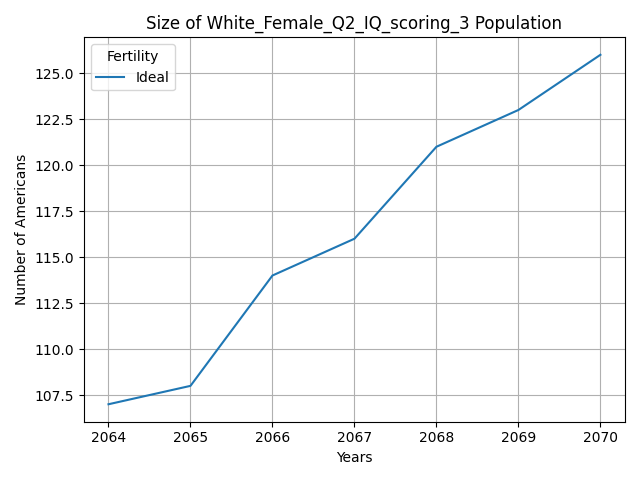 Size of White_Female_Q2_IQ_scoring_3 Population
Fertility
Ideal
Number of Americans
125.0
122.5
120.0
117.5
115.0
112.5
110.0
107.5
2064 2065 2066 2067 2068 2069 2070
Years